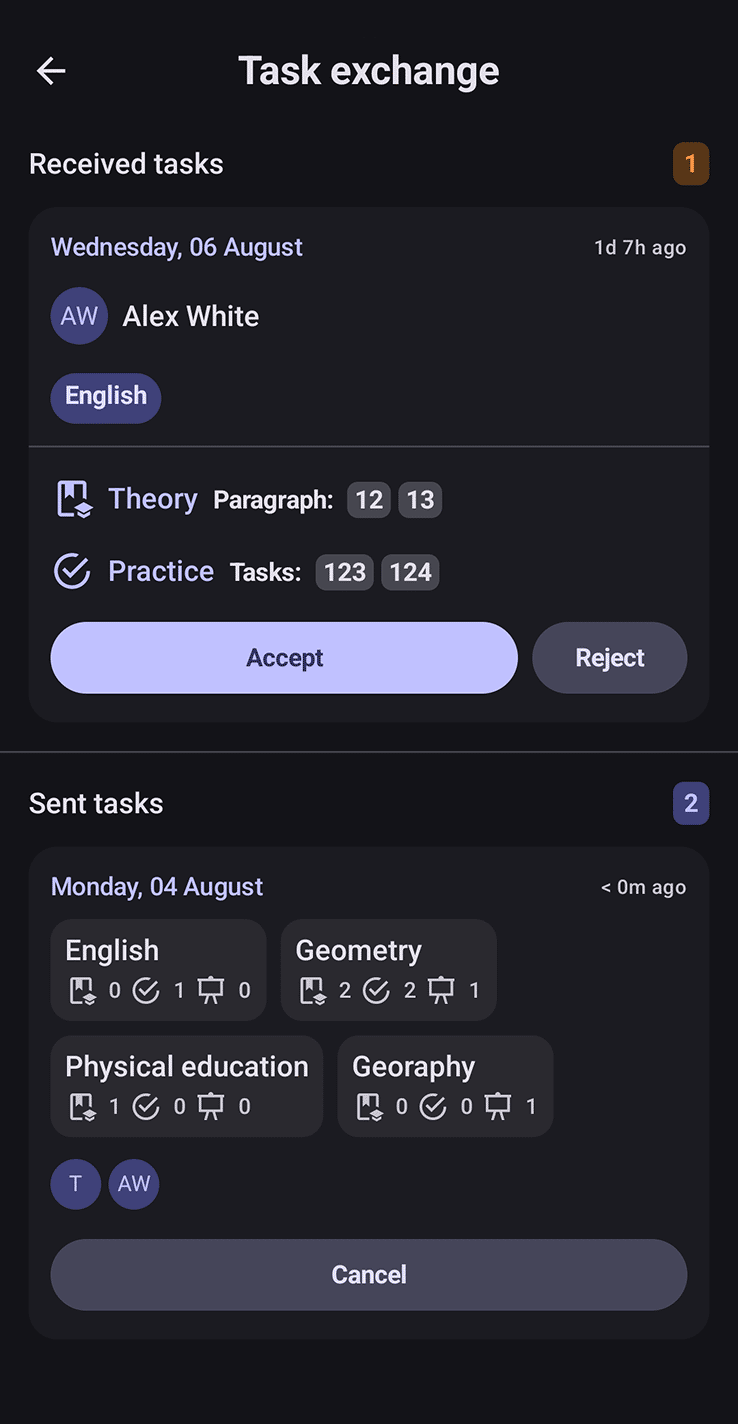 Task exchange
Received tasks 1
Wednesday, 06 August 1d 7h ago
AW Alex White
English
Theory Paragraph: 12 13
Practice Tasks: 123 124
Accept Reject
Sent tasks 2
Monday, 04 August < 0m ago
English Geometry
0 1 0 2 2 1
Physical education Georaphy
1 0 0 0 0 1
T AW
Cancel